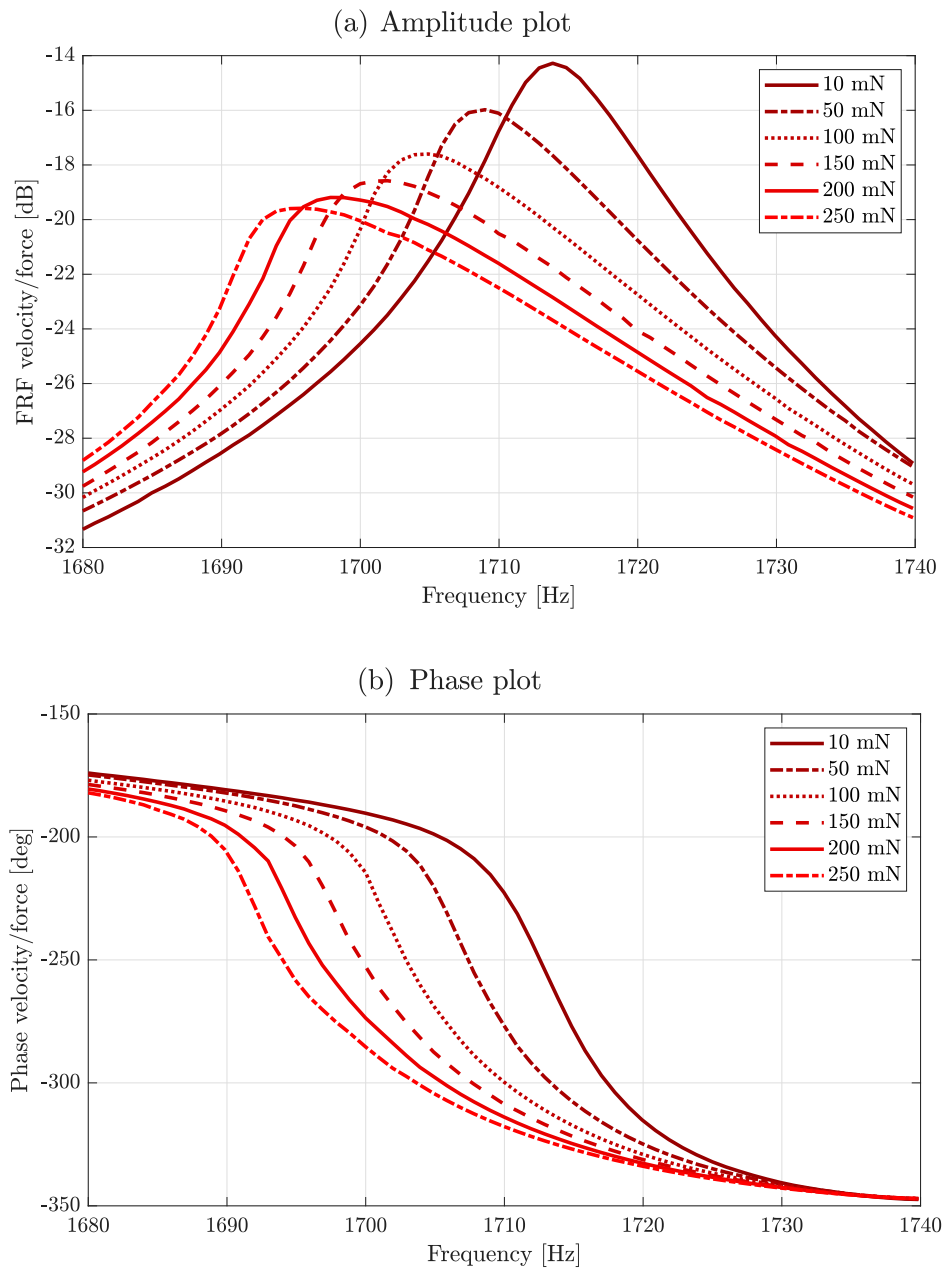 (a) Amplitude plot
-14
-16
-18
-20
-22
-24
-26
-28
-30
-32
FRF velocity/force [dB]
10 mN
50 mN
100 mN
150 mN
200 mN
250 mN
1680 1690 1700 1710 1720 1730 1740
Frequency [Hz]
(b) Phase plot
-150
-200
-250
-300
-350
Phase velocity/force [deg]
10 mN
50 mN
100 mN
150 mN
200 mN
250 mN
1680 1690 1700 1710 1720 1730 1740
Frequency [Hz]